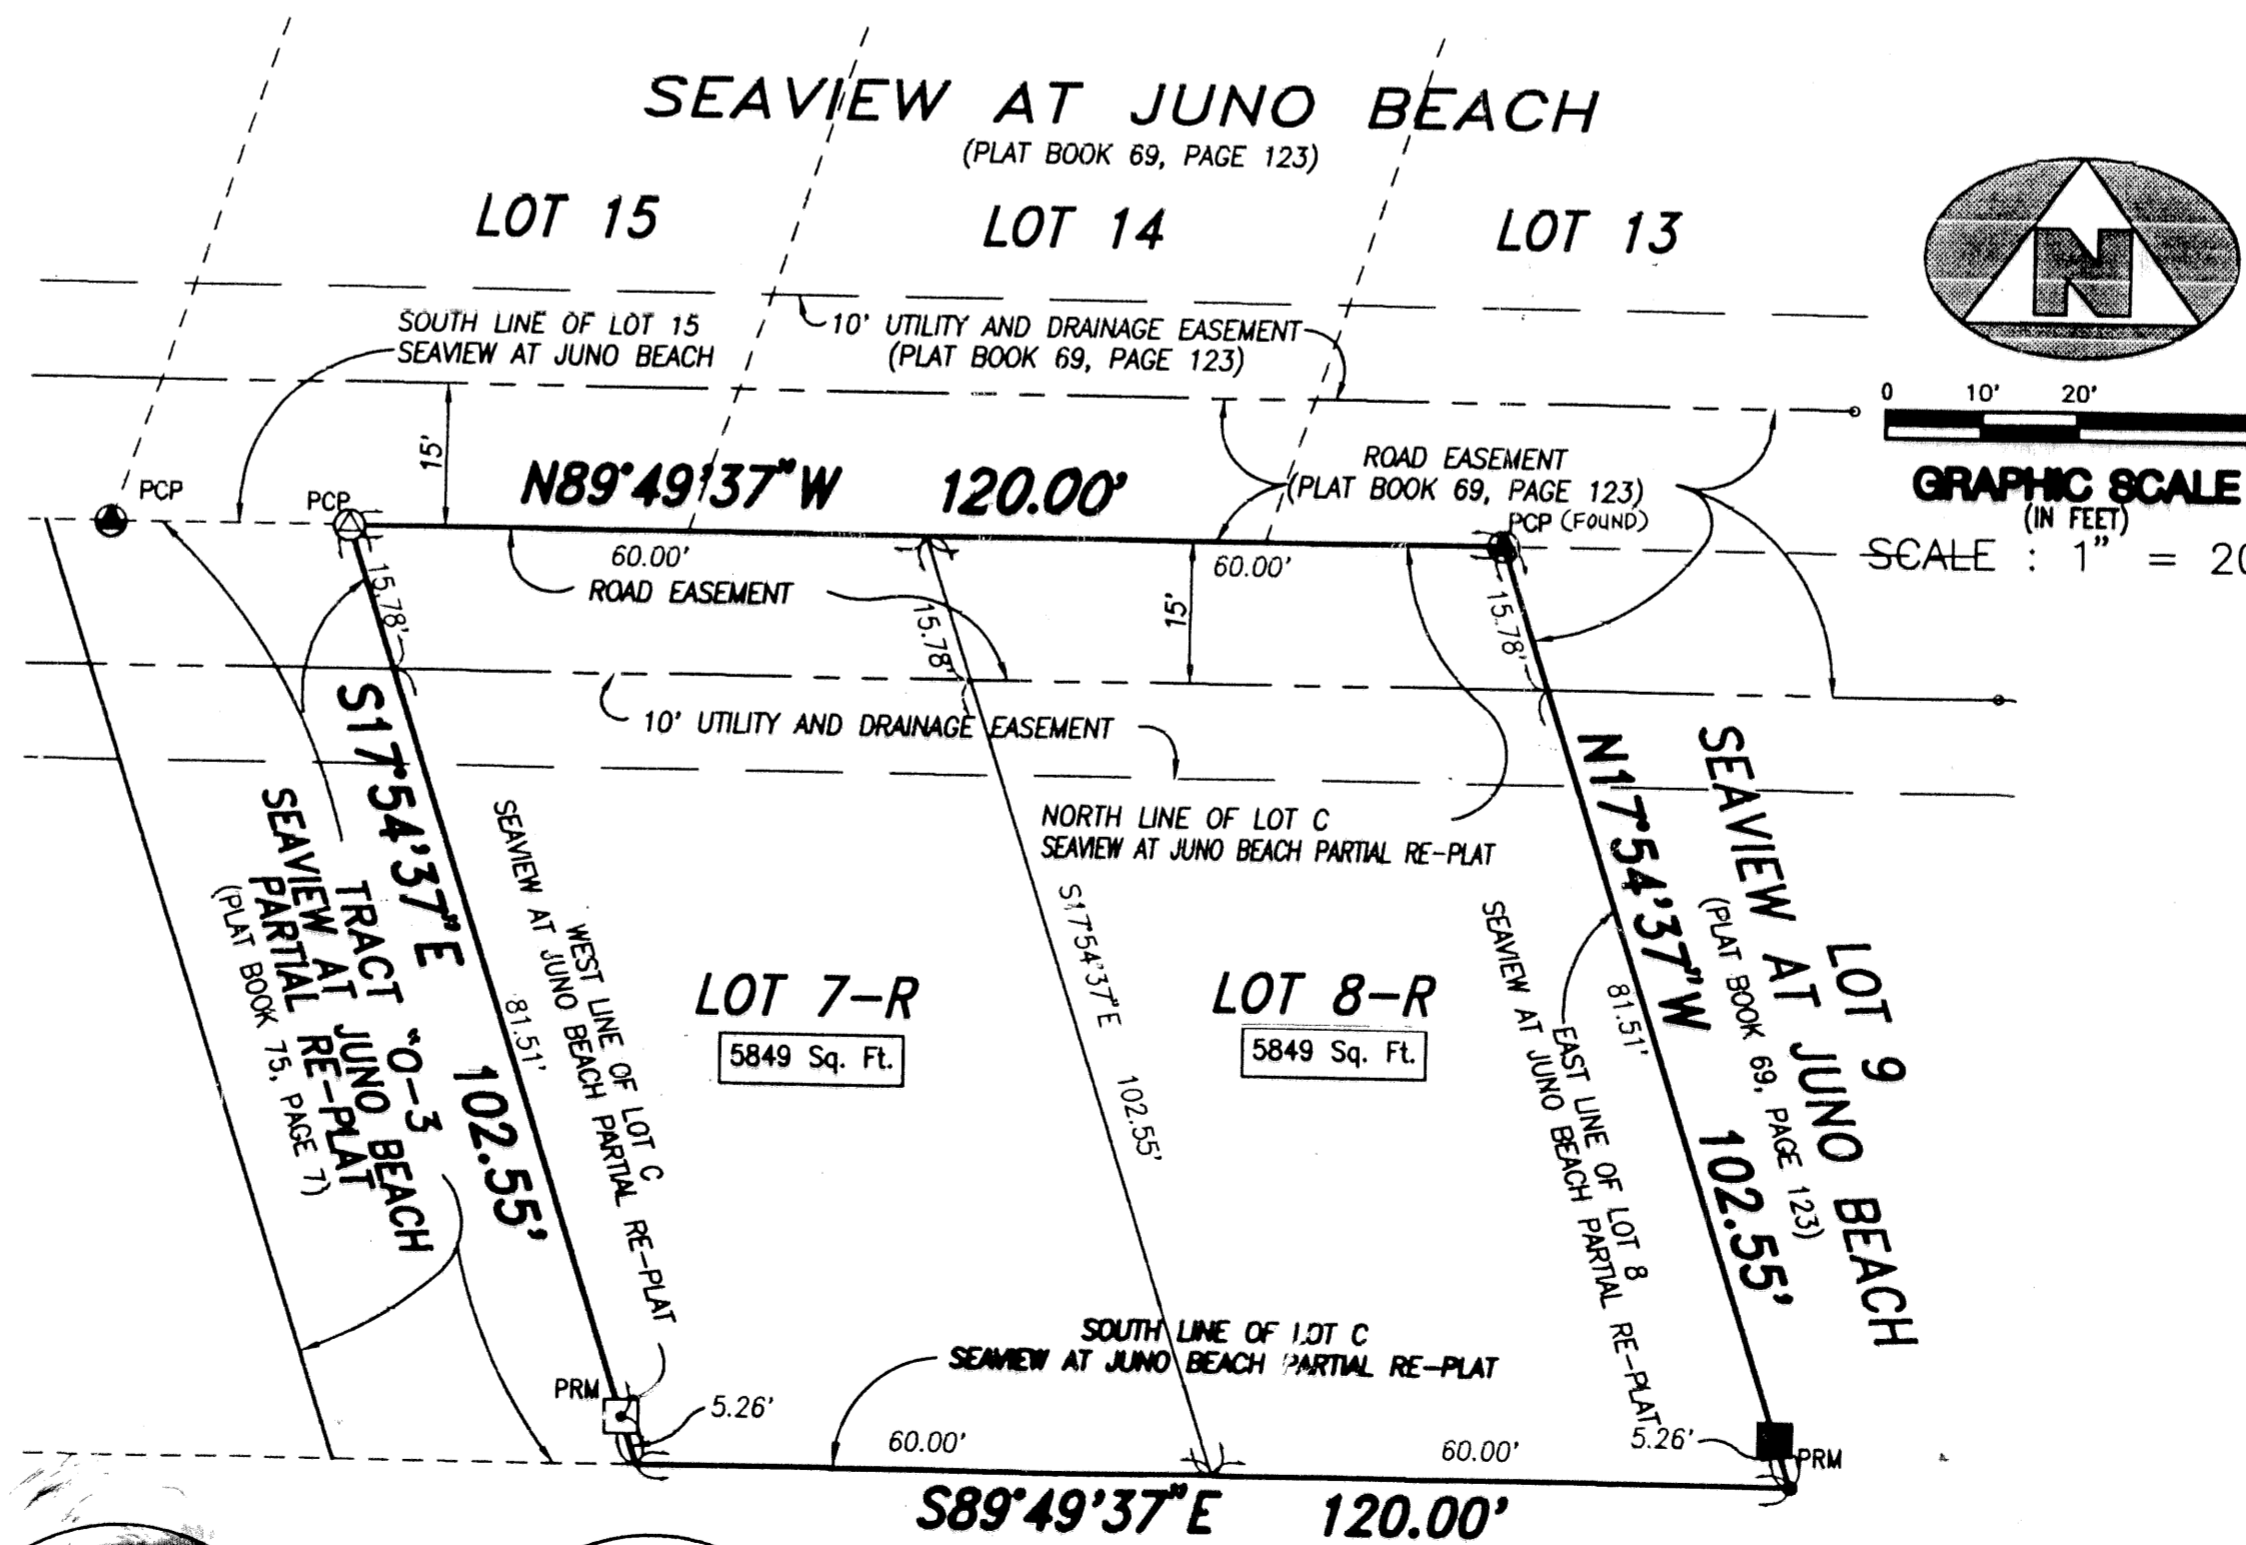 SEAVIEW AT JUNO BEACH
(PLAT BOOK 69, PAGE 123)
LOT 15
LOT 14
LOT 13
N
SOUTH LINE OF LOT 15
SEAVIEW AT JUNO BEACH
10' UTILITY AND DRAINAGE EASEMENT
(PLAT BOOK 69, PAGE 123)
0 10' 20'
GRAPHIC SCALE
(IN FEET)
SCALE : 1" = 20
15'
N89°49'37"W 120.00'
ROAD EASEMENT
(PLAT BOOK 69, PAGE 123)
PCP
PCP
PCP (FOUND)
60.00'
60.00'
ROAD EASEMENT
15.78'
15.78'
15'
15.78'
10' UTILITY AND DRAINAGE EASEMENT
S17°54'37"E
102.55'
81.51'
TRACT "O-3
SEAVIEW AT JUNO BEACH
PARTIAL RE-PLAT
(PLAT BOOK 75, PAGE 7)
WEST LINE OF LOT C
SEAVIEW AT JUNO BEACH PARTIAL RE-PLAT
NORTH LINE OF LOT C
SEAVIEW AT JUNO BEACH PARTIAL RE-PLAT
LOT 7-R
5849 Sq. Ft.
S17°54'37"E 102.55'
LOT 8-R
5849 Sq. Ft.
EAST LINE OF LOT 8
SEAVIEW AT JUNO BEACH PARTIAL RE-PLAT
N17°54'37"W 102.55'
81.51'
LOT 9
SEAVIEW AT JUNO BEACH
(PLAT BOOK 69, PAGE 123)
SOUTH LINE OF LOT C
SEAVIEW AT JUNO BEACH PARTIAL RE-PLAT
PRM
5.26'
60.00'
60.00'
5.26'
PRM
S89°49'37"E 120.00'